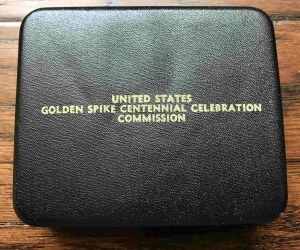 UNITED STATES
GOLDEN SPIKE CENTENNIAL CELEBRATION
COMMISSION